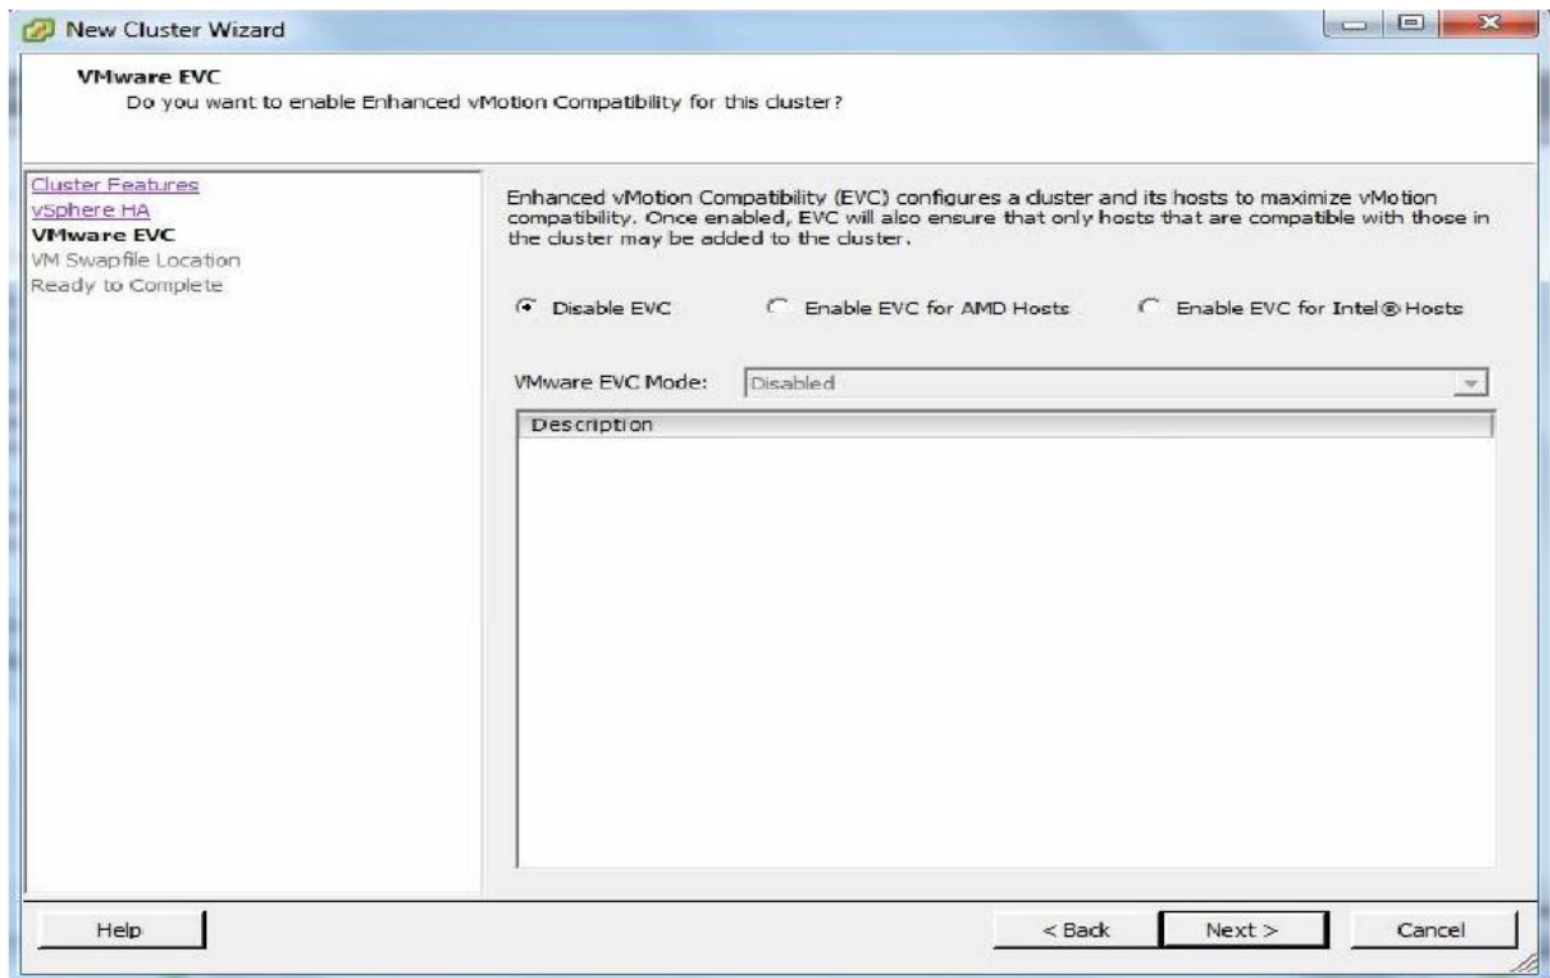 New Cluster Wizard
VMware EVC
Do you want to enable Enhanced vMotion Compatibility for this cluster?
Cluster Features
vSphere HA
VMware EVC
VM Swapfile Location
Ready to Complete
Enhanced vMotion Compatibility (EVC) configures a cluster and its hosts to maximize vMotion
compatibility. Once enabled, EVC will also ensure that only hosts that are compatible with those in
the cluster may be added to the cluster.
Disable EVC Enable EVC for AMD Hosts Enable EVC for Intel® Hosts
VMware EVC Mode: Disabled
Description
Help < Back Next > Cancel